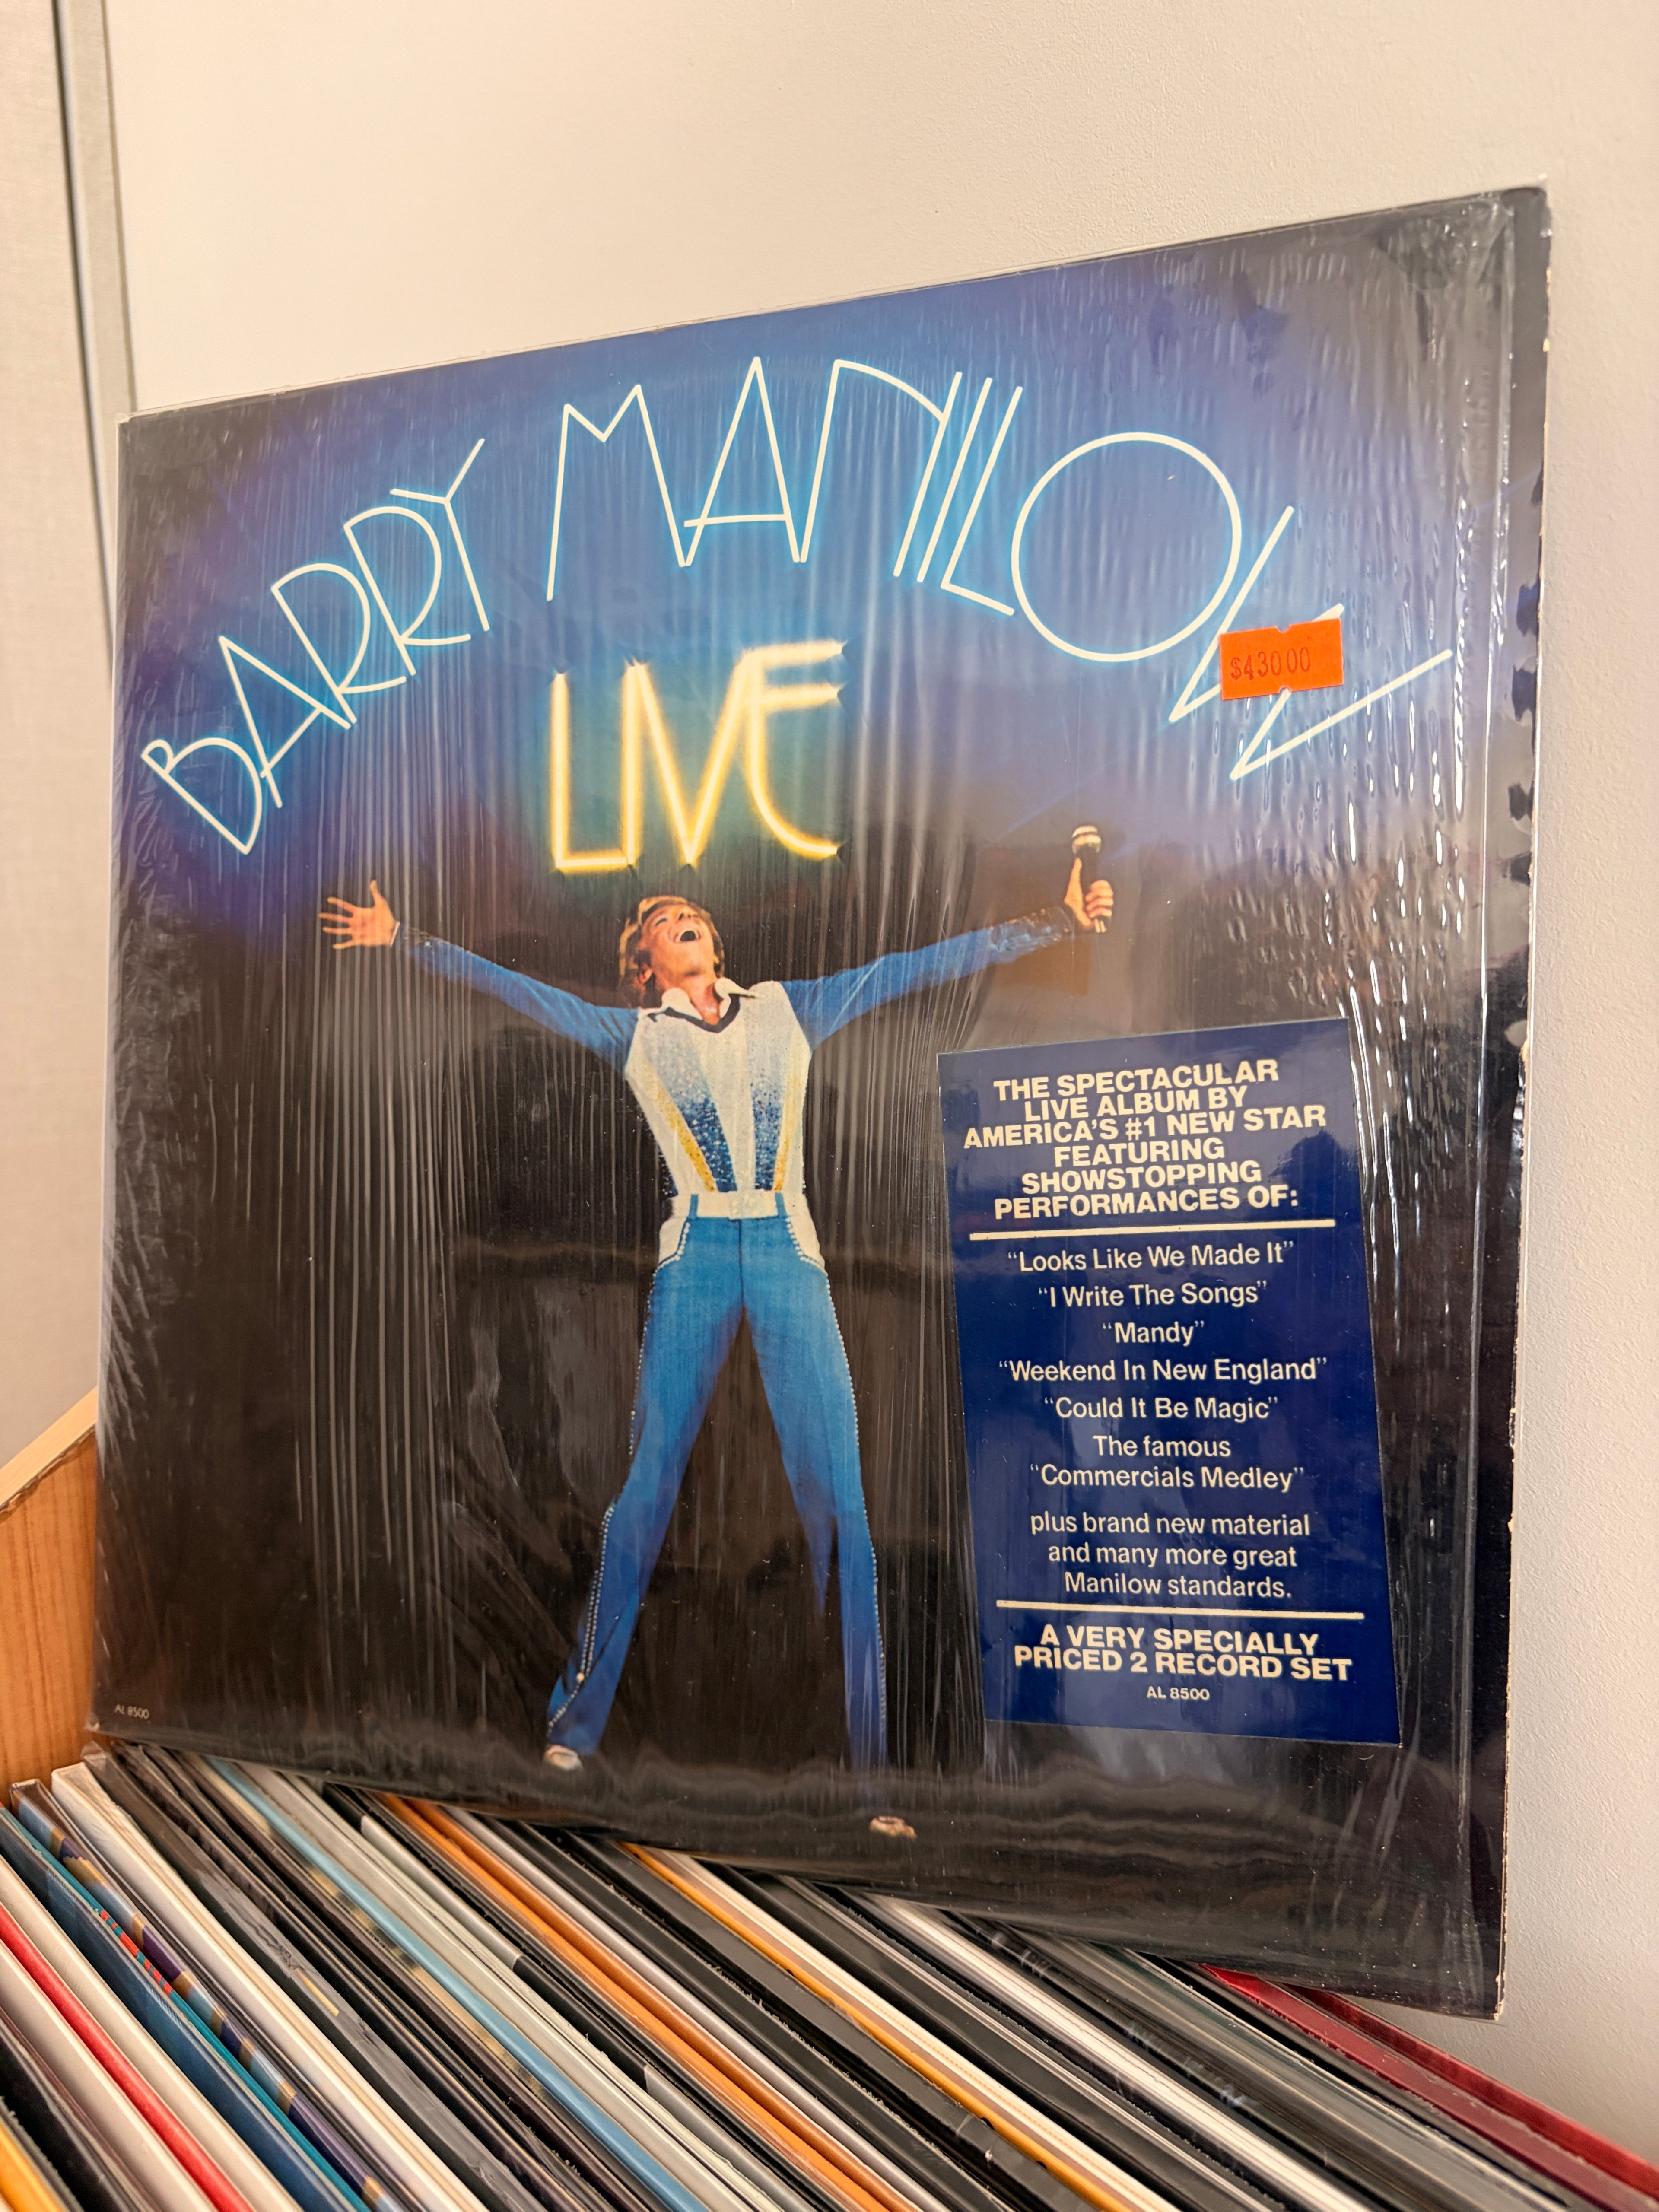 BARRY MANILOW
LIVE
$43000
THE SPECTACULAR
LIVE ALBUM BY
AMERICA'S #1 NEW STAR
FEATURING
SHOWSTOPPING
PERFORMANCES OF:
"Looks Like We Made It"
"I Write The Songs"
"Mandy"
"Weekend In New England"
"Could It Be Magic"
The famous
"Commercials Medley"
plus brand new material
and many more great
Manilow standards.
A VERY SPECIALLY
PRICED 2 RECORD SET
AL 8500
AL 8500